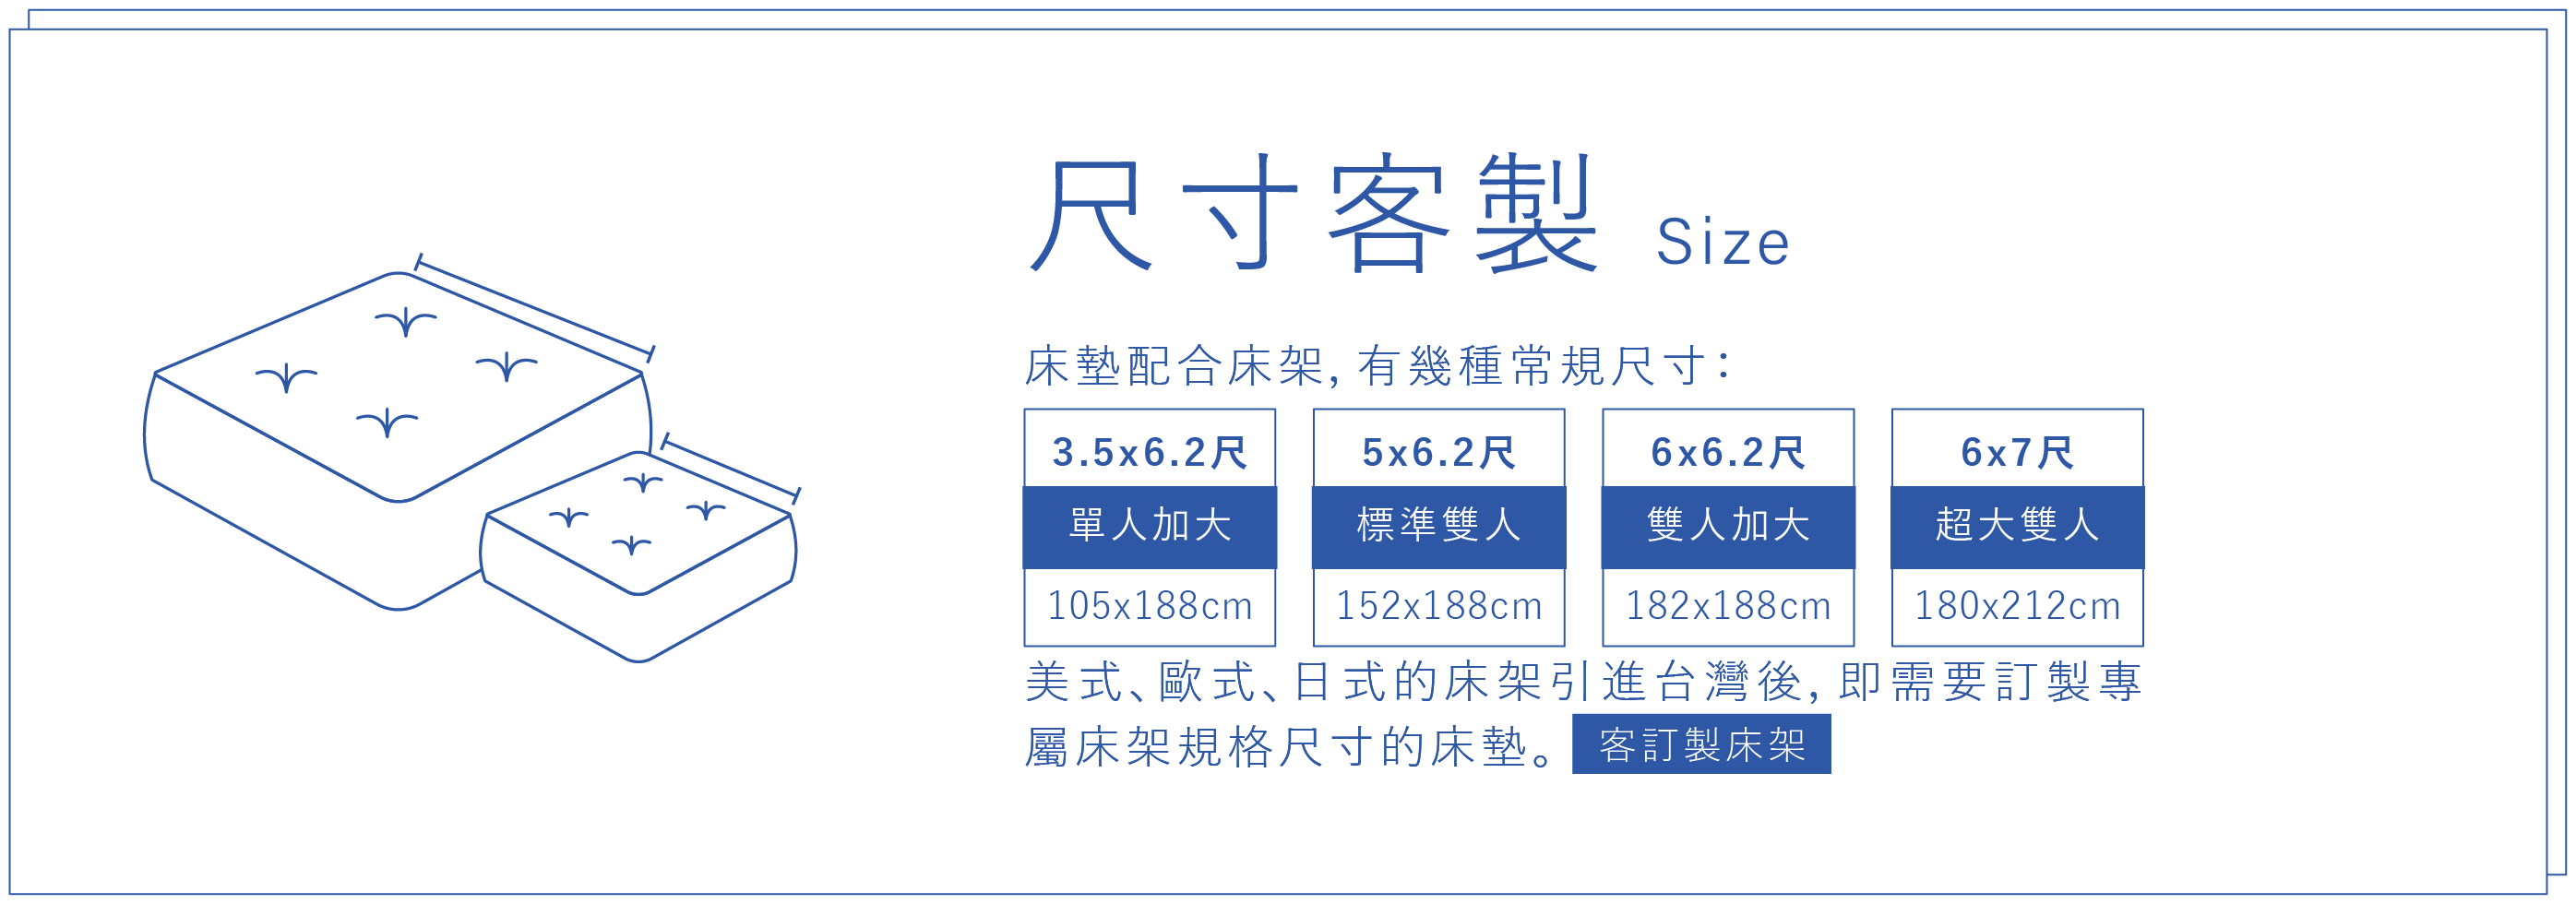 尺寸客製 Size
床墊配合床架，有幾種常規尺寸：
3.5x6.2尺 5x6.2尺 6x6.2尺 6x7尺
單人加大 標準雙人 雙人加大 超大雙人
105x188cm 152x188cm 182x188cm 180x212cm
美式、歐式、日式的床架引進台灣後，即需要訂製專
屬床架規格尺寸的床墊。 客訂製床架